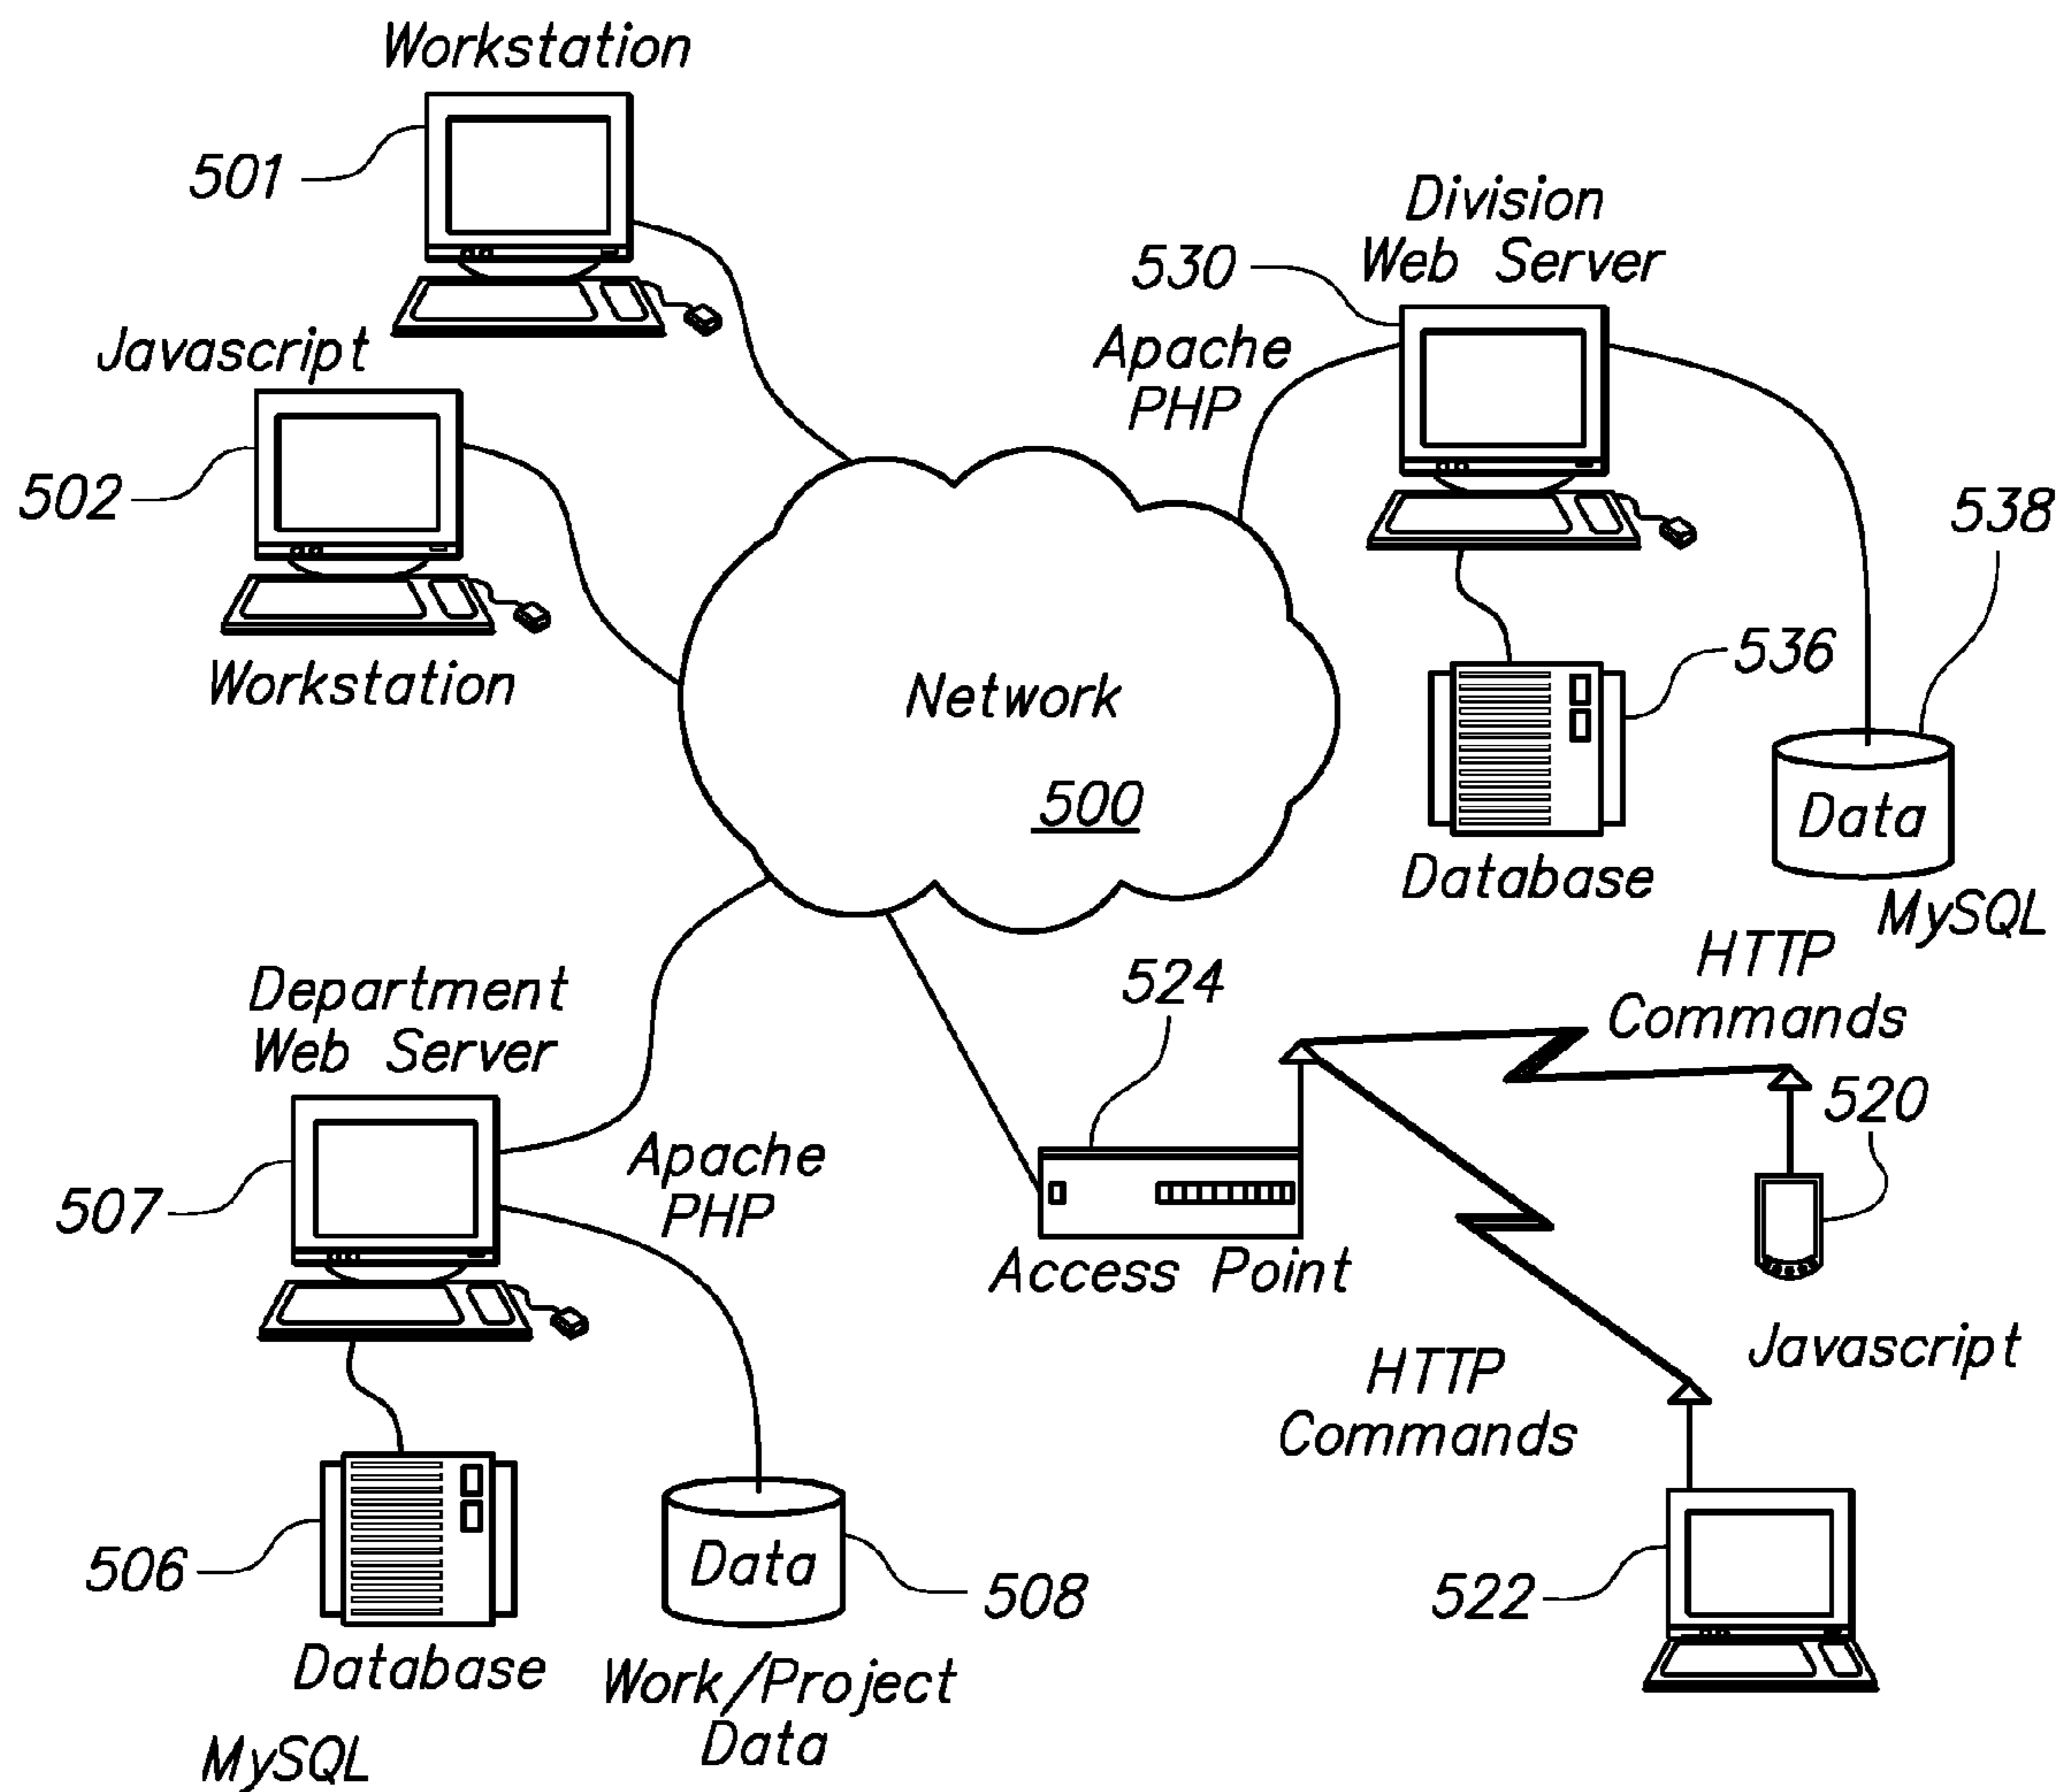 Workstation
501
Javascript
502
Workstation
Division
Web Server
530
Apache
PHP
538
536
Network
500
Data
Database
MySQL
HTTP
Commands
524
520
Department
Web Server
Apache
PHP
507
Access Point
Javascript
HTTP
Commands
506
Data
508
522
Database
Work/Project
Data
MySQL